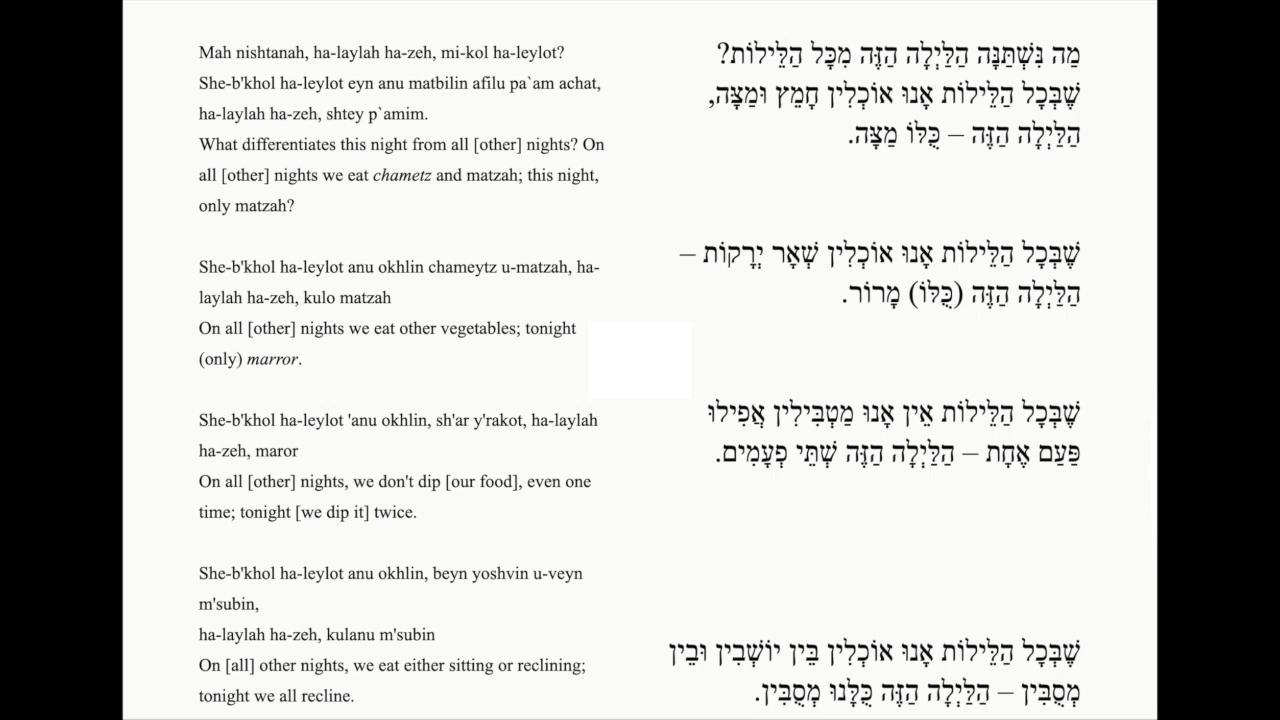 Mah nishtanah, ha-laylah ha-zeh, mi-kol ha-leylot?
She-b'khol ha-leylot eyn anu matbilin afilu pa`am achat,
ha-laylah ha-zeh, shtey p`amim.
What differentiates this night from all [other] nights? On
all [other] nights we eat chametz and matzah; this night,
only matzah?
She-b'khol ha-leylot anu okhlin chameytz u-matzah, ha-
laylah ha-zeh, kulo matzah
On all [other] nights we eat other vegetables; tonight
(only) marror.
She-b'khol ha-leylot 'anu okhlin, sh'ar y'rakot, ha-laylah
ha-zeh, maror
On all [other] nights, we don't dip [our food], even one
time; tonight [we dip it] twice.
She-b'khol ha-leylot anu okhlin, beyn yoshvin u-veyn
m'subin,
ha-laylah ha-zeh, kulanu m'subin
On [all] other nights, we eat either sitting or reclining;
tonight we all recline.
מַה נִּשְׁתַּנָּה הַלַּיְלָה הַזֶּה מִכָּל הַלֵּילוֹת?
שֶׁבְּכָל הַלֵּילוֹת אָנוּ אוֹכְלִין חָמֵץ וּמַצָּה,
הַלַּיְלָה הַזֶּה – כֻּלּוֹ מַצָּה.
שֶׁבְּכָל הַלֵּילוֹת אָנוּ אוֹכְלִין שְׁאָר יְרָקוֹת –
הַלַּיְלָה הַזֶּה (כֻּלּוֹ) מָרוֹר.
שֶׁבְּכָל הַלֵּילוֹת אֵין אָנוּ מַטְבִּילִין אֲפִילוּ
פַּעַם אֶחָת – הַלַּיְלָה הַזֶּה שְׁתֵּי פְעָמִים.
שֶׁבְּכָל הַלֵּילוֹת אָנוּ אוֹכְלִין בֵּין יוֹשְׁבִין וּבֵין
מְסֻבִּין – הַלַּיְלָה הַזֶּה כֻּלָּנוּ מְסֻבִּין.